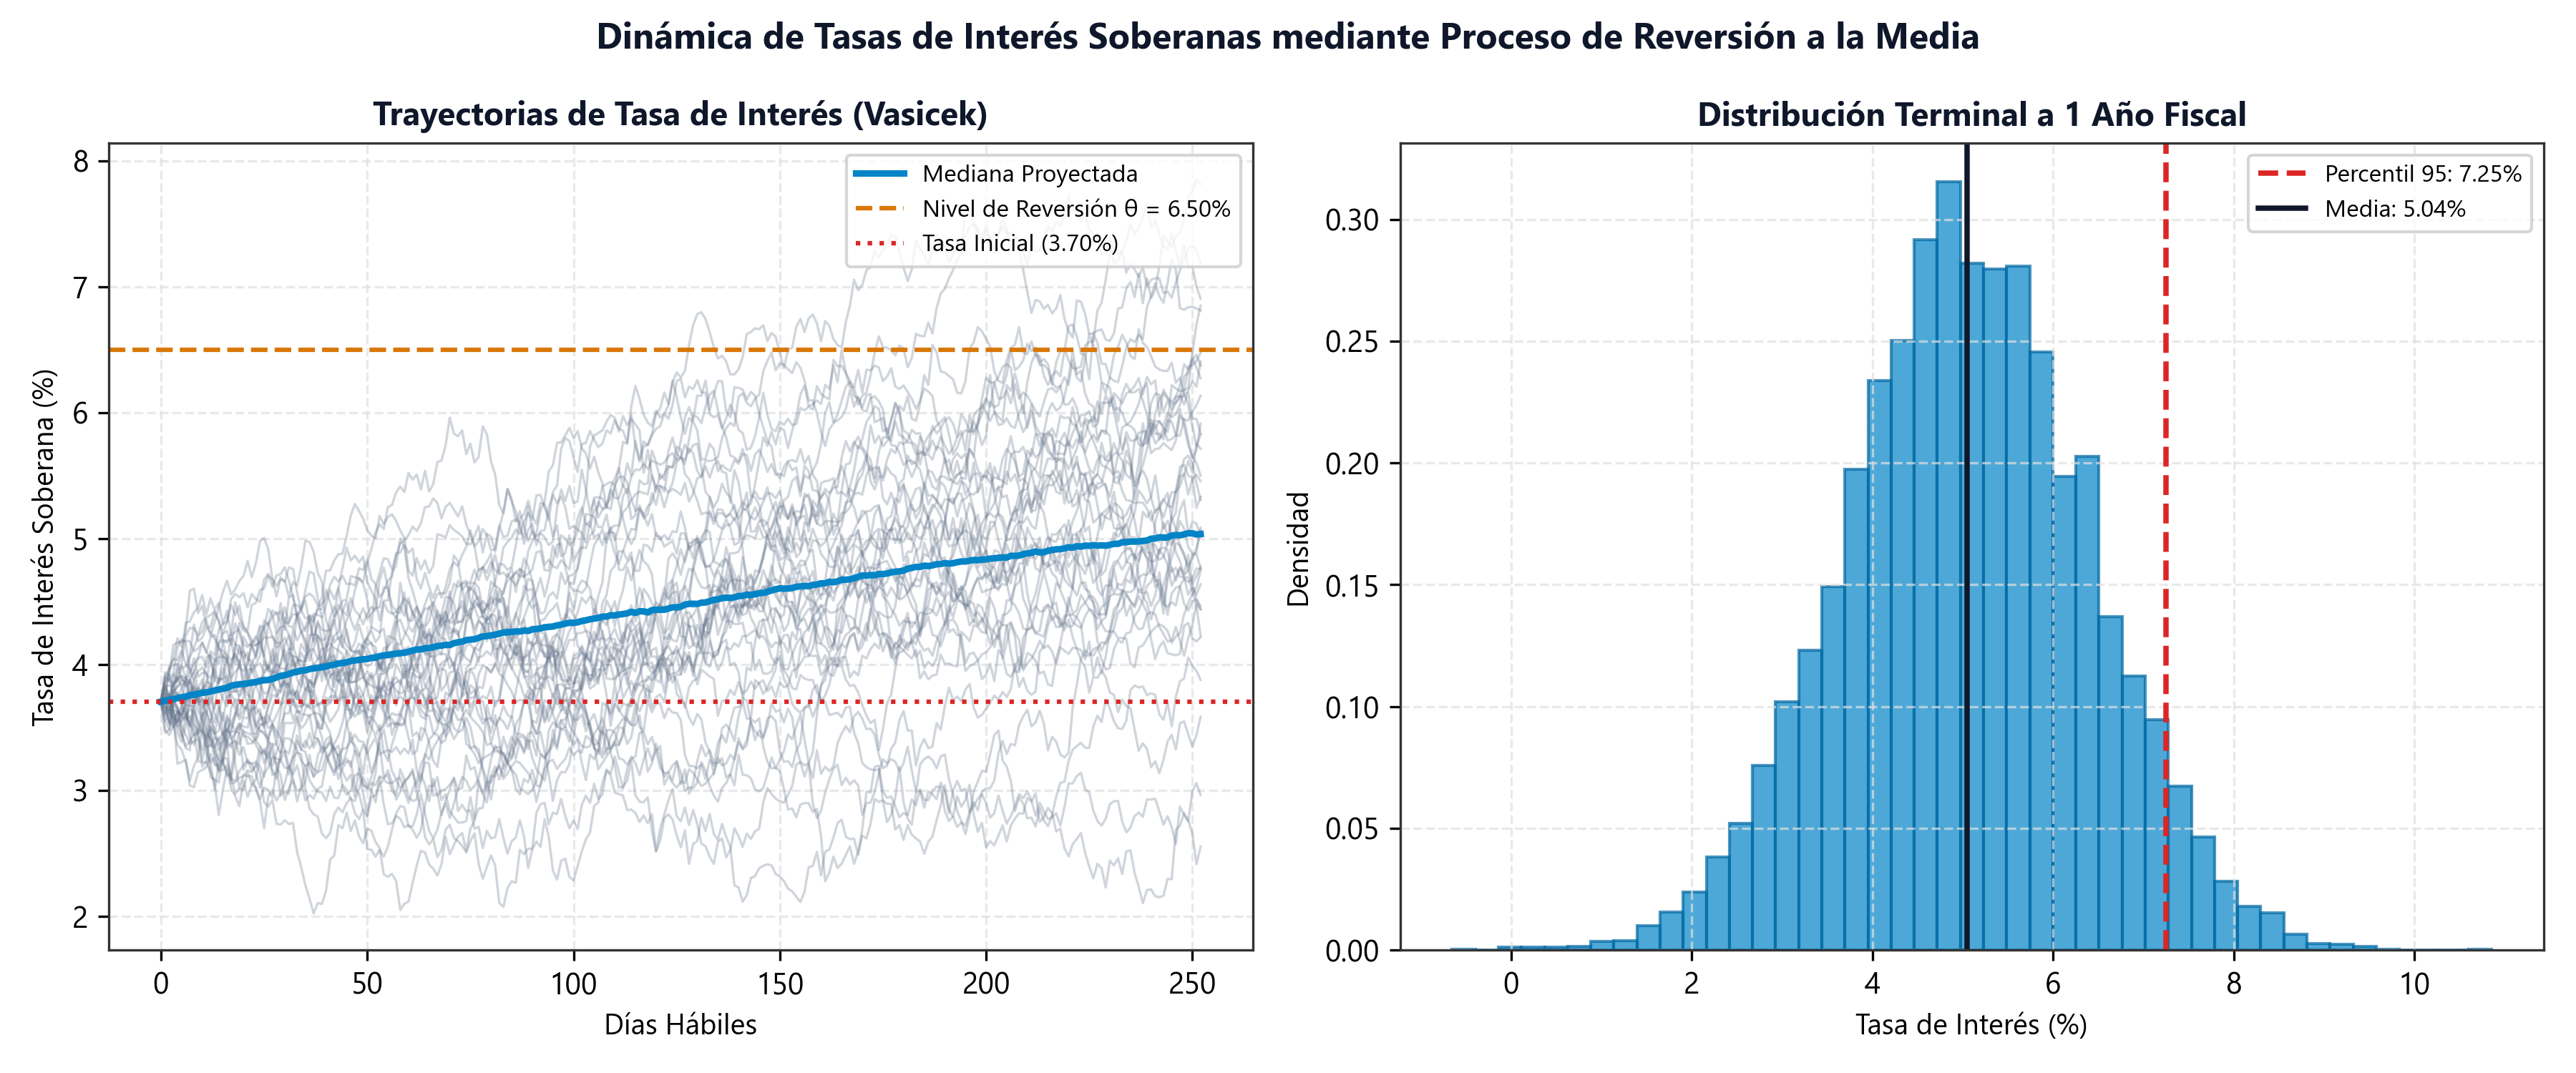 Dinámica de Tasas de Interés Soberanas mediante Proceso de Reversión a la Media
Trayectorias de Tasa de Interés (Vasicek)
Mediana Proyectada
Nivel de Reversión θ = 6.50%
Tasa Inicial (3.70%)
Tasa de Interés Soberana (%)
8
7
6
5
4
3
2
0 50 100 150 200 250
Días Hábiles
Distribución Terminal a 1 Año Fiscal
Percentil 95: 7.25%
Media: 5.04%
Densidad
0.30
0.25
0.20
0.15
0.10
0.05
0.00
0 2 4 6 8 10
Tasa de Interés (%)